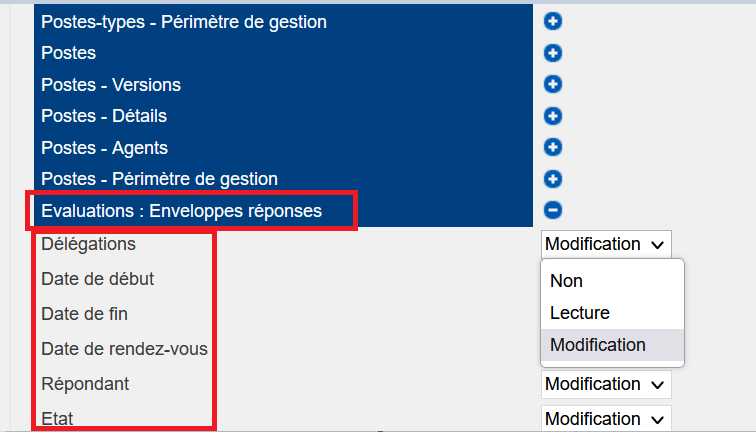 Postes-types - Périmètre de gestion
Postes
Postes - Versions
Postes - Détails
Postes - Agents
Postes - Périmètre de gestion
Evaluations : Enveloppes réponses
Délégations Modification
Date de début
Non
Date de fin Lecture
Date de rendez-vous Modification
Répondant Modification
Etat Modification